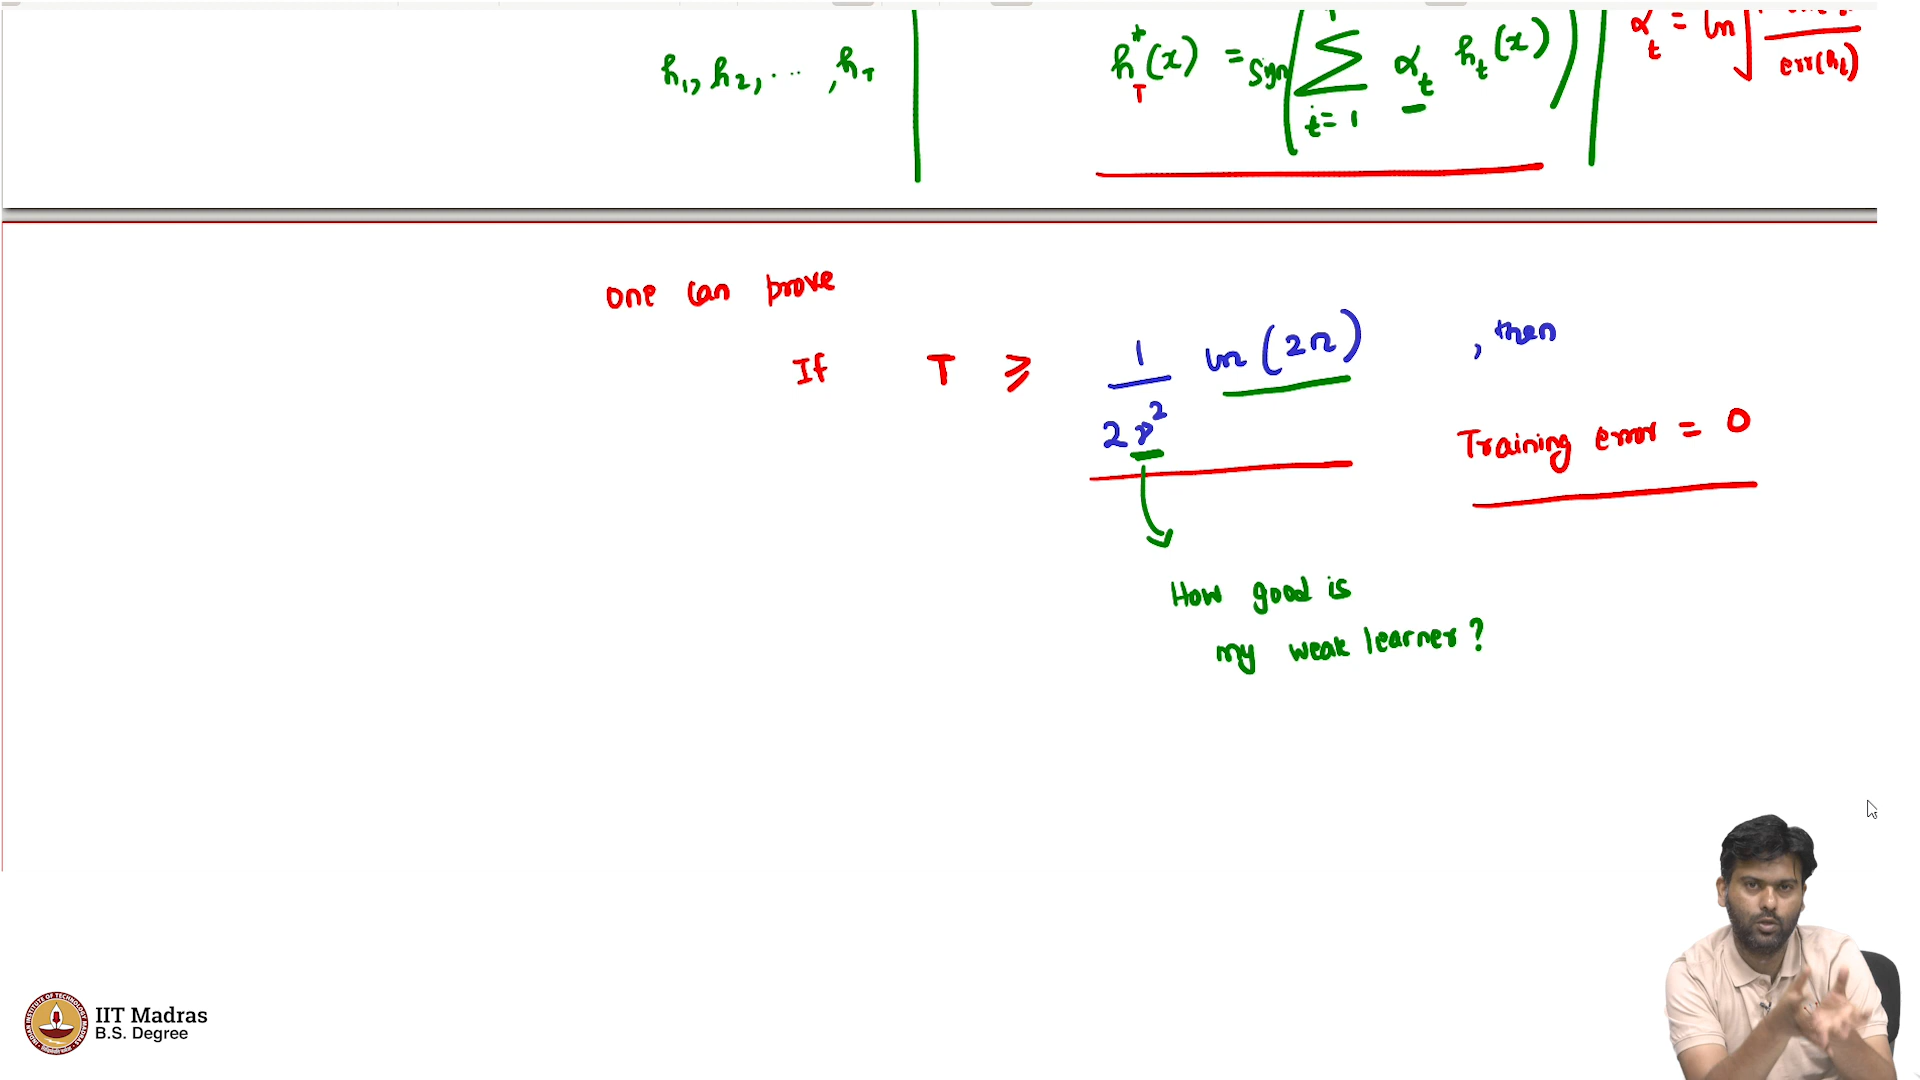 h₁, h₂, ..., h_T
h*_T(x) = Sign(∑_{t=1} α_t h_t(x))
α_t = ln √ err(h_t)
one can prove
If T ≥ 1/2γ² ln(2n) , then
Training error = 0
How good is
my weak learner?
IIT Madras
B.S. Degree